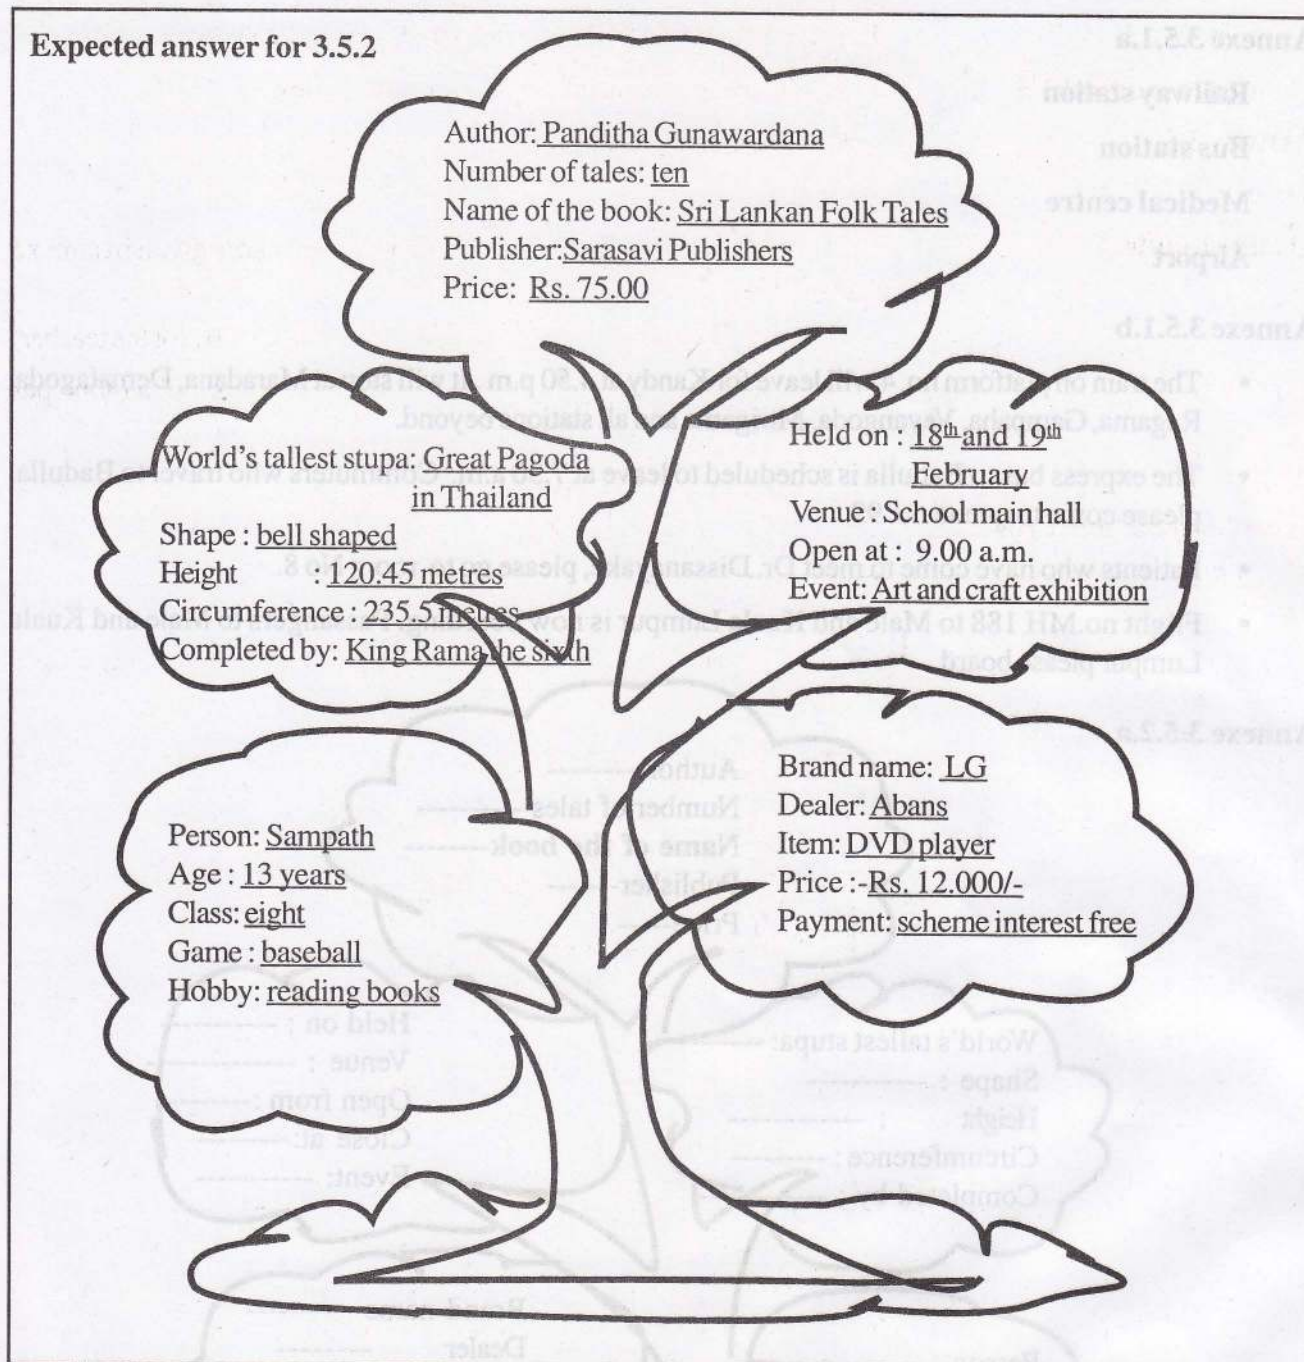 Expected answer for 3.5.2
Author: Panditha Gunawardana
Number of tales: ten
Name of the book: Sri Lankan Folk Tales
Publisher:Sarasavi Publishers
Price: Rs. 75.00
World's tallest stupa: Great Pagoda
in Thailand
Shape : bell shaped
Height : 120.45 metres
Circumference : 235.5 metres
Completed by: King Rama the sixth
Held on : 18th and 19th
February
Venue : School main hall
Open at : 9.00 a.m.
Event: Art and craft exhibition
Person: Sampath
Age : 13 years
Class: eight
Game : baseball
Hobby: reading books
Brand name: LG
Dealer: Abans
Item: DVD player
Price :-Rs. 12.000/-
Payment: scheme interest free